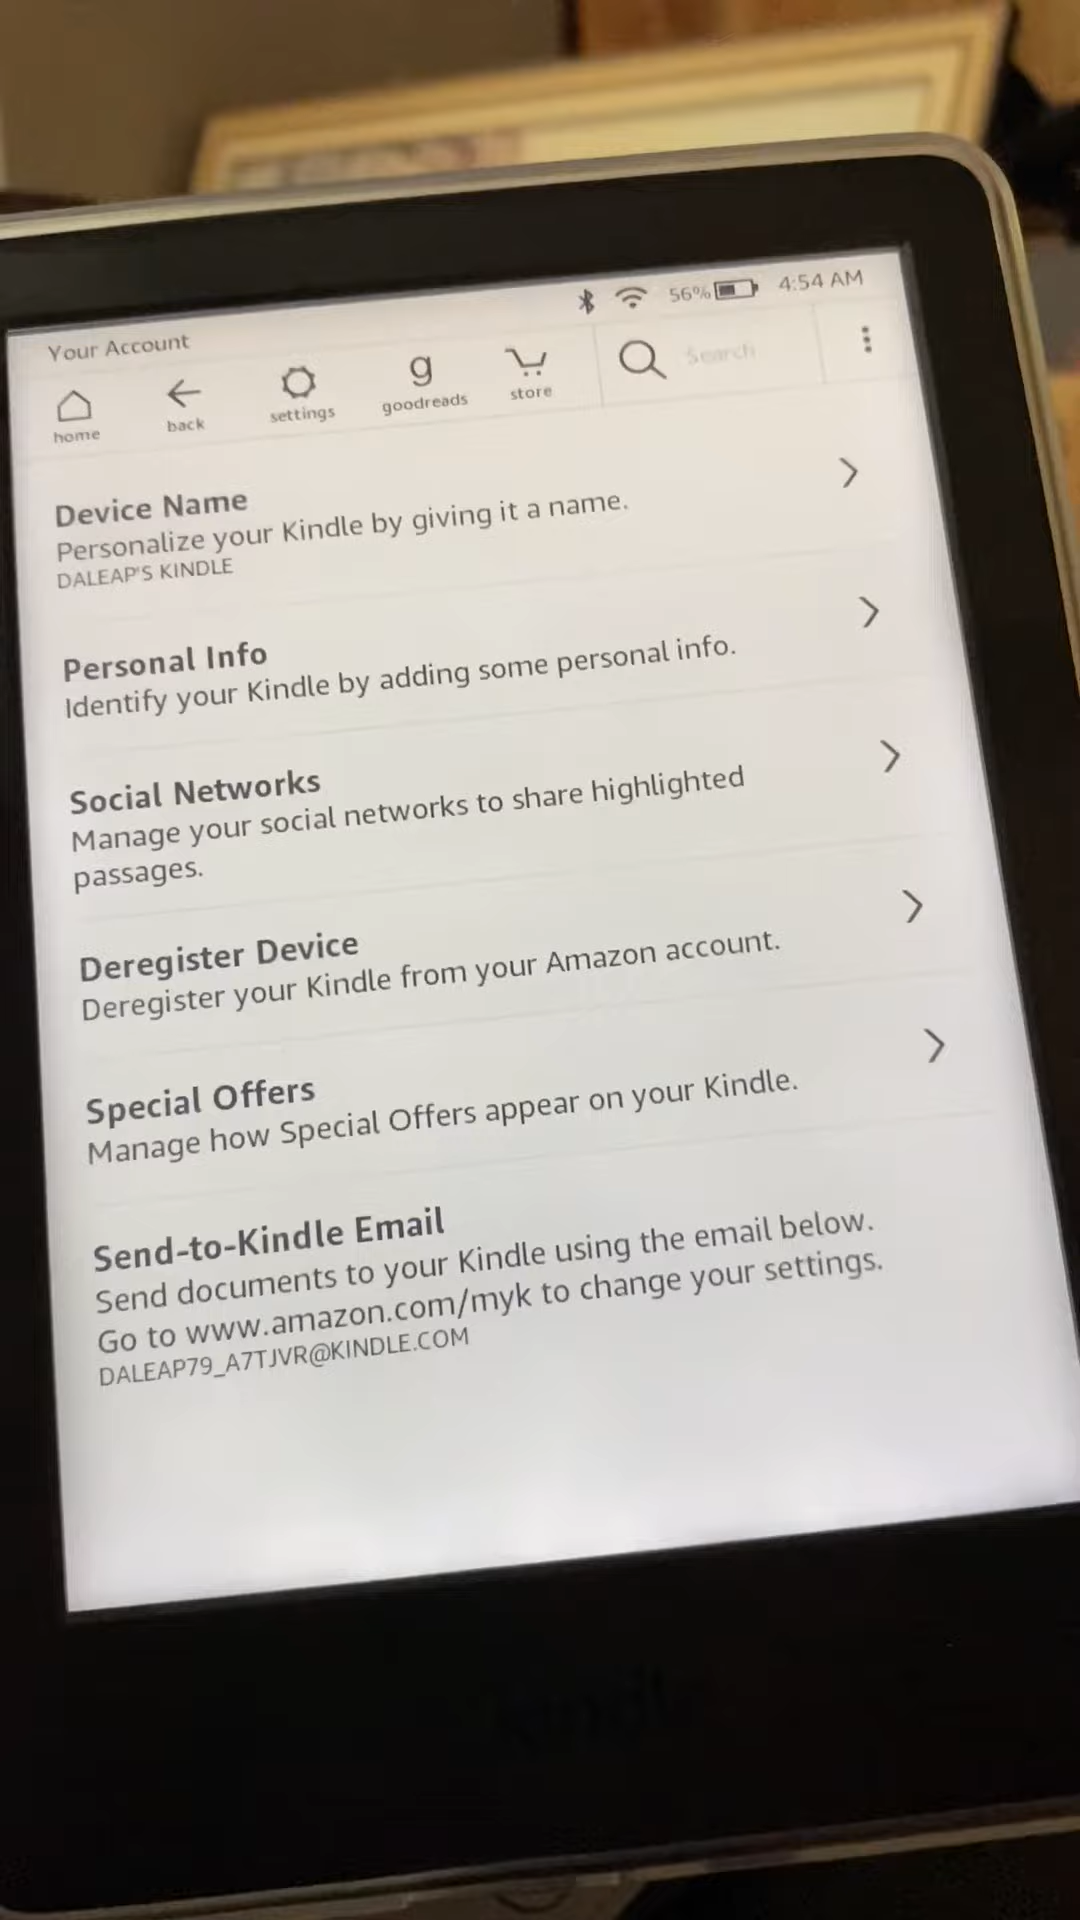 56% 4:54 AM
Your Account
home back settings goodreads store Search
Device Name
Personalize your Kindle by giving it a name.
DALEAP'S KINDLE
Personal Info
Identify your Kindle by adding some personal info.
Social Networks
Manage your social networks to share highlighted
passages.
Deregister Device
Deregister your Kindle from your Amazon account.
Special Offers
Manage how Special Offers appear on your Kindle.
Send-to-Kindle Email
Send documents to your Kindle using the email below.
Go to www.amazon.com/myk to change your settings.
DALEAP79_A7TJVR@KINDLE.COM
kindle